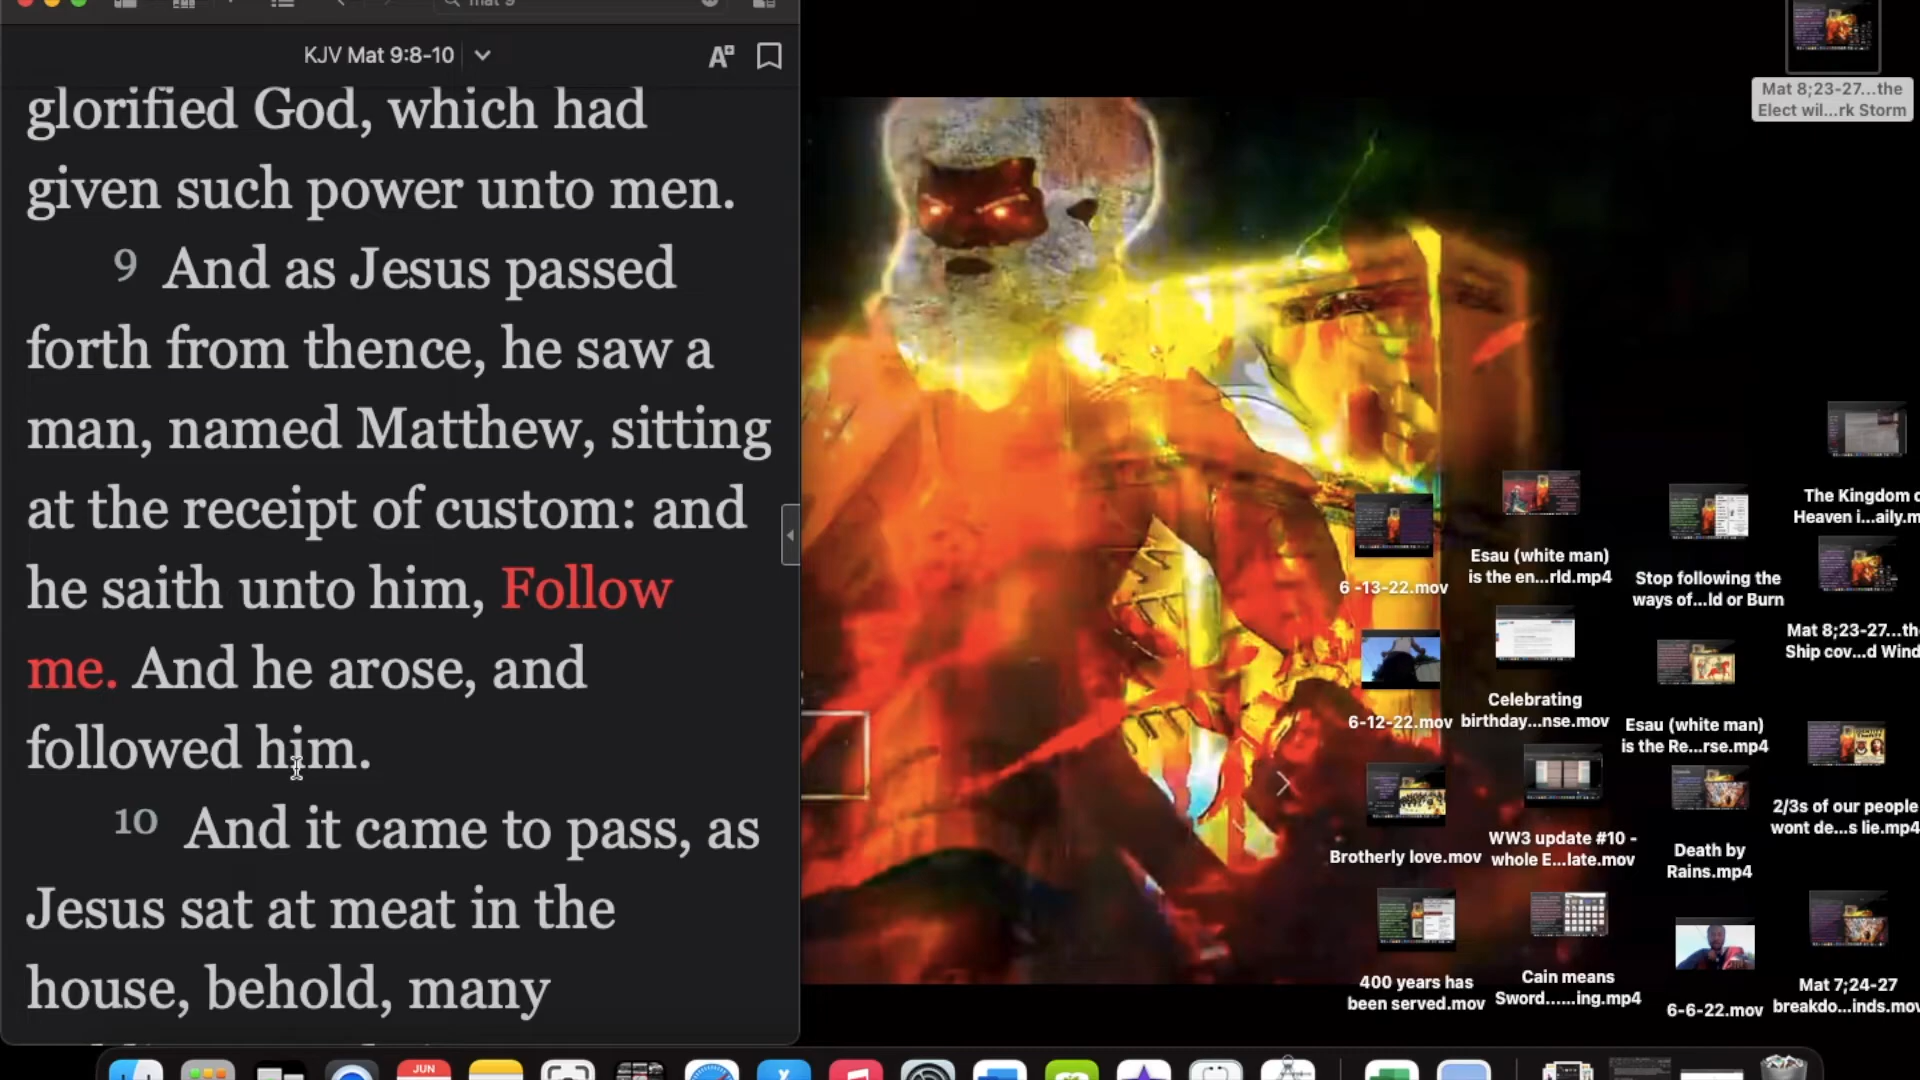 mat 9
KJV Mat 9:8-10
glorified God, which had
given such power unto men.
9 And as Jesus passed
forth from thence, he saw a
man, named Matthew, sitting
at the receipt of custom: and
he saith unto him, Follow
me. And he arose, and
followed him.
10 And it came to pass, as
Jesus sat at meat in the
house, behold, many
Mat 8;23-27...the
Elect wil...rk Storm
The Kingdom o
Heaven i...aily.m
6 -13-22.mov
Esau (white man)
is the en...rld.mp4
Stop following the
ways of...ld or Burn
Mat 8;23-27...th
Ship cov...d Wind
6-12-22.mov
Celebrating
birthday...nse.mov
Esau (white man)
is the Re...rse.mp4
2/3s of our people
wont de...s lie.mp4
Brotherly love.mov
WW3 update #10 -
whole E...late.mov
Death by
Rains.mp4
400 years has
been served.mov
Cain means
Sword......ing.mp4
6-6-22.mov
Mat 7;24-27
breakdo...inds.mov
JUN